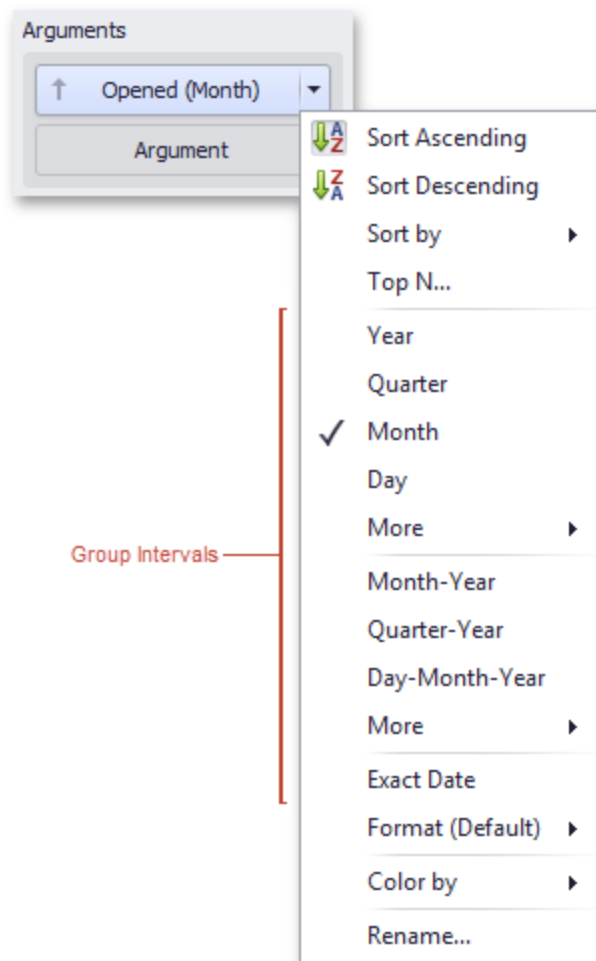 Arguments
Opened (Month)
Argument
Sort Ascending
Sort Descending
Sort by
Top N...
Year
Quarter
Month
Day
More
Group Intervals
Month-Year
Quarter-Year
Day-Month-Year
More
Exact Date
Format (Default)
Color by
Rename...